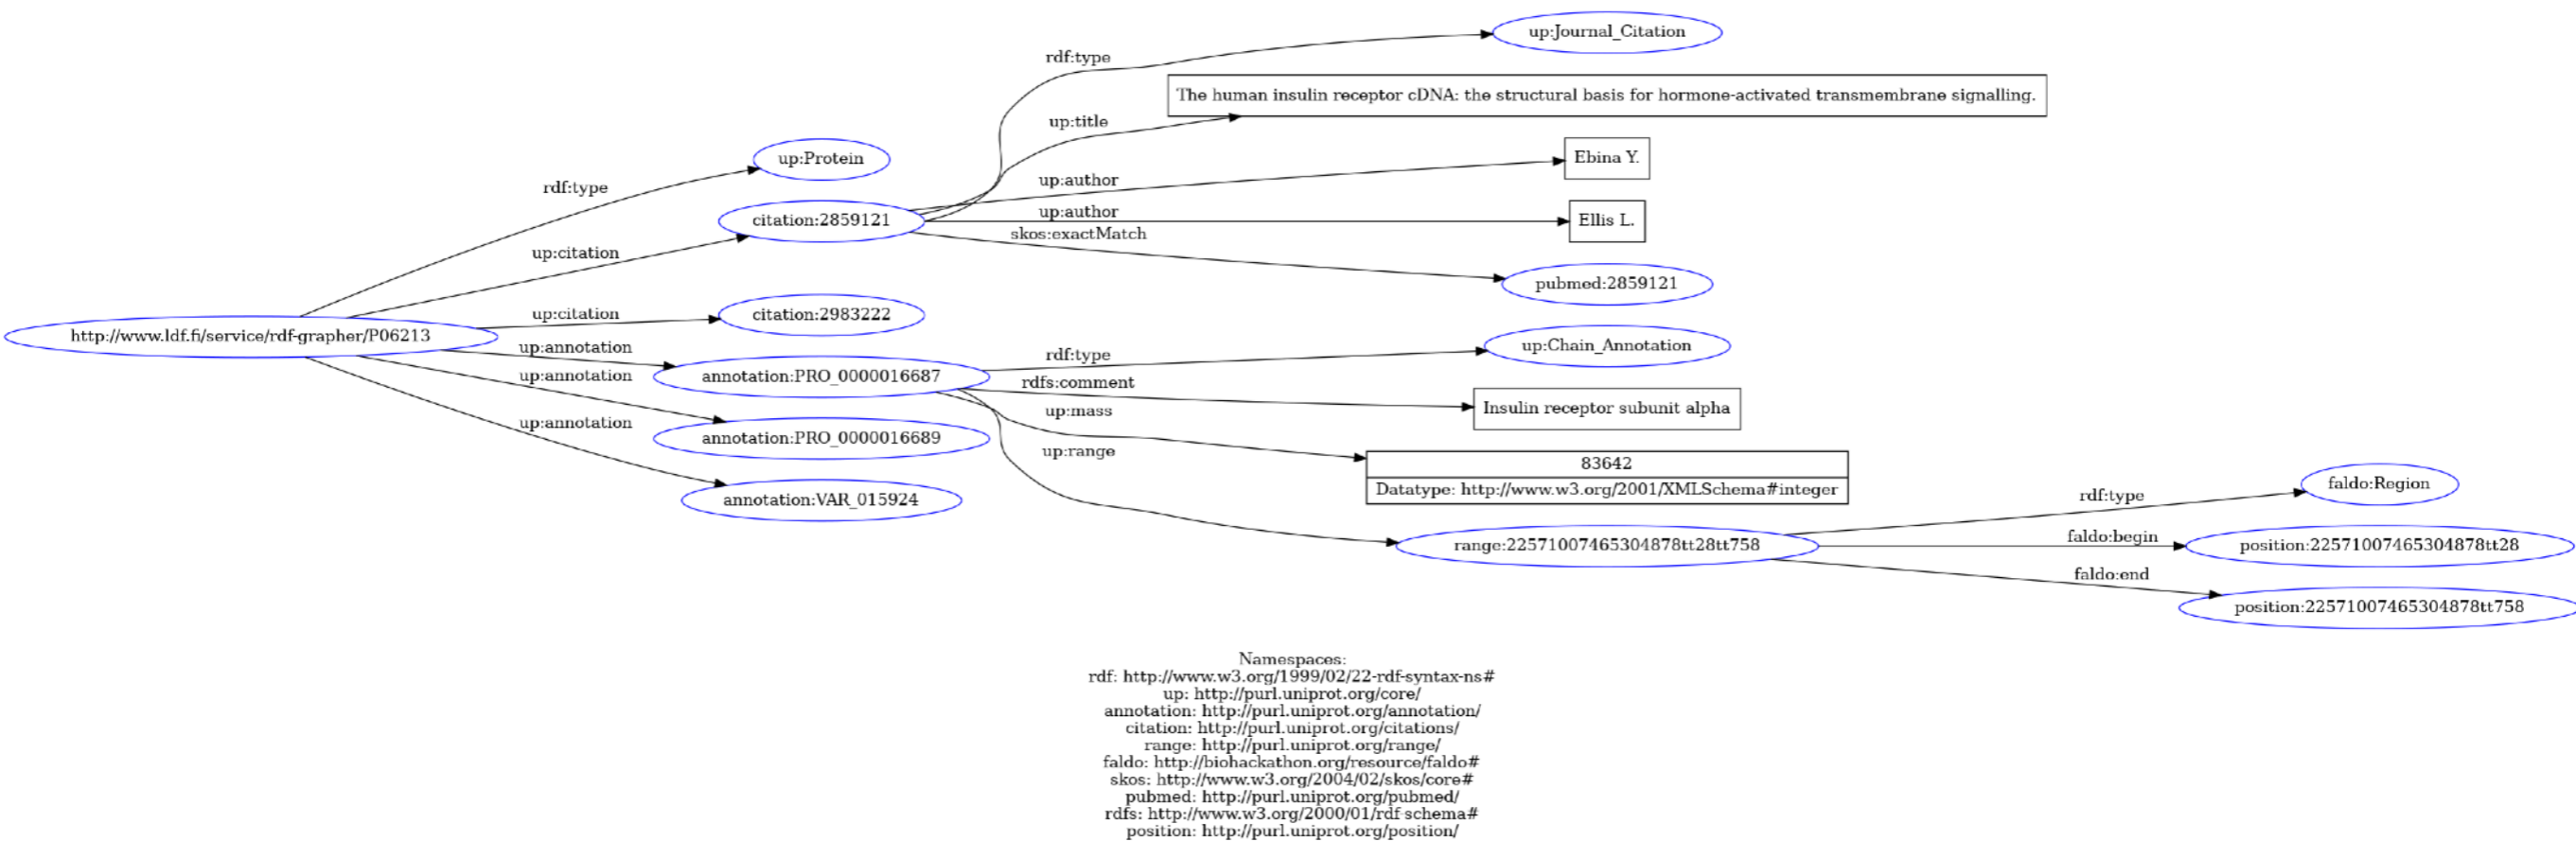 up:Journal_Citation
rdf:type
The human insulin receptor cDNA: the structural basis for hormone-activated transmembrane signalling.
up:title
up:Protein
Ebina Y.
rdf:type
up:author
citation:2859121
up:author
Ellis L.
skos:exactMatch
up:citation
pubmed:2859121
up:citation
citation:2983222
http://www.ldf.fi/service/rdf-grapher/P06213
up:annotation
rdf:type
up:Chain_Annotation
up:annotation
annotation:PRO_0000016687
rdfs:comment
Insulin receptor subunit alpha
up:mass
up:annotation
annotation:PRO_0000016689
up:range
83642
Datatype: http://www.w3.org/2001/XMLSchema#integer
annotation:VAR_015924
rdf:type
faldo:Region
range:22571007465304878tt28tt758
faldo:begin
position:22571007465304878tt28
faldo:end
position:22571007465304878tt758
Namespaces:
rdf: http://www.w3.org/1999/02/22-rdf-syntax-ns#
up: http://purl.uniprot.org/core/
annotation: http://purl.uniprot.org/annotation/
citation: http://purl.uniprot.org/citations/
range: http://purl.uniprot.org/range/
faldo: http://biohackathon.org/resource/faldo#
skos: http://www.w3.org/2004/02/skos/core#
pubmed: http://purl.uniprot.org/pubmed/
rdfs: http://www.w3.org/2000/01/rdf-schema#
position: http://purl.uniprot.org/position/